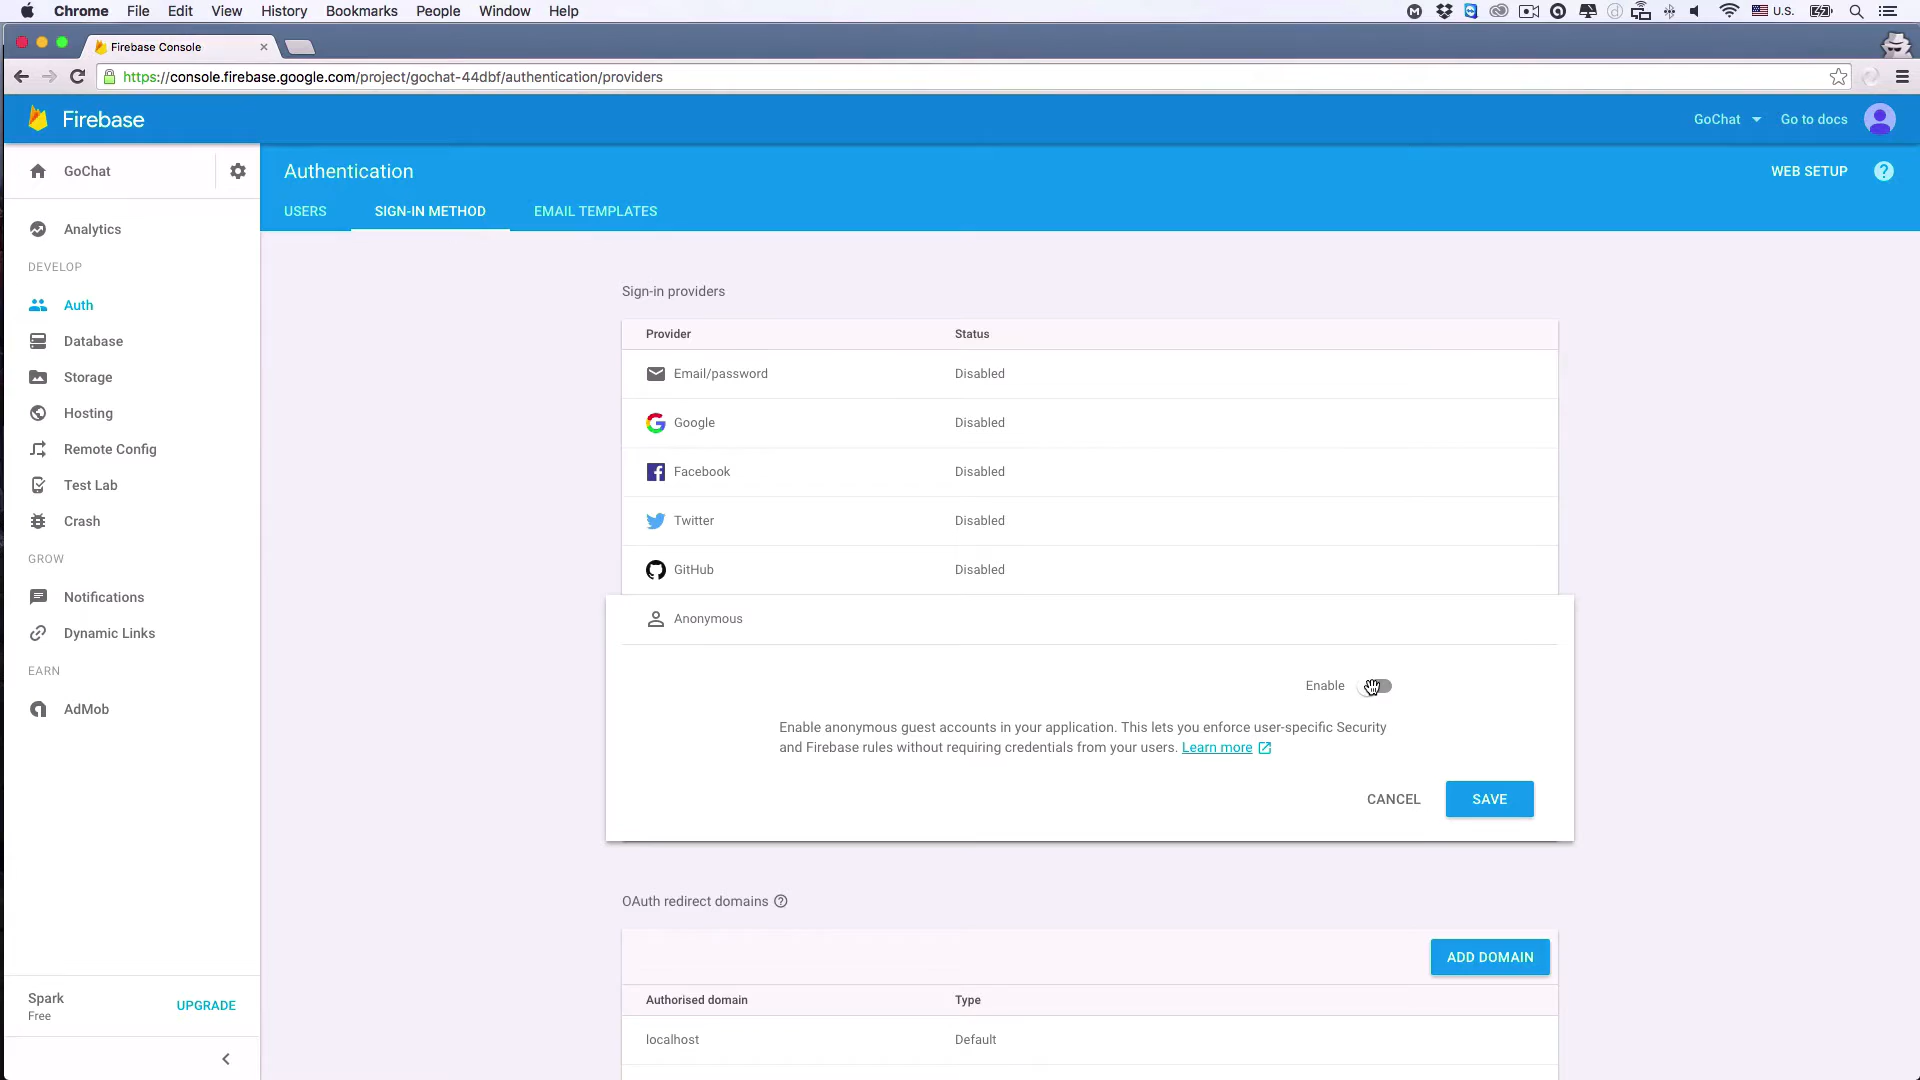 Chrome File Edit View History Bookmarks People Window Help
U.S.
Firebase Console
https://console.firebase.google.com/project/gochat-44dbf/authentication/providers
Firebase
GoChat
Go to docs
GoChat
Authentication
WEB SETUP
USERS
SIGN-IN METHOD
EMAIL TEMPLATES
Analytics
DEVELOP
Auth
Database
Storage
Hosting
Remote Config
Test Lab
Crash
GROW
Notifications
Dynamic Links
EARN
AdMob
Spark
Free
UPGRADE
Sign-in providers
Provider Status
Email/password Disabled
Google Disabled
Facebook Disabled
Twitter Disabled
GitHub Disabled
Anonymous
Enable
Enable anonymous guest accounts in your application. This lets you enforce user-specific Security
and Firebase rules without requiring credentials from your users. Learn more
CANCEL
SAVE
OAuth redirect domains
ADD DOMAIN
Authorised domain Type
localhost Default